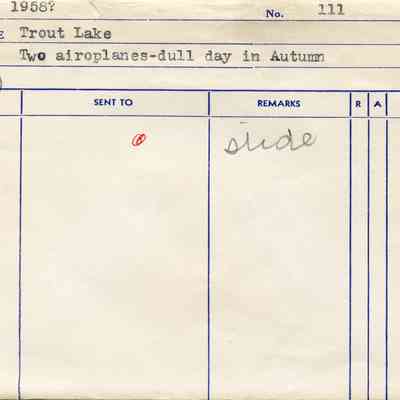 1958?
No. 111
E Trout Lake
Two airoplanes-dull day in Autumn
SENT TO REMARKS R A
slide